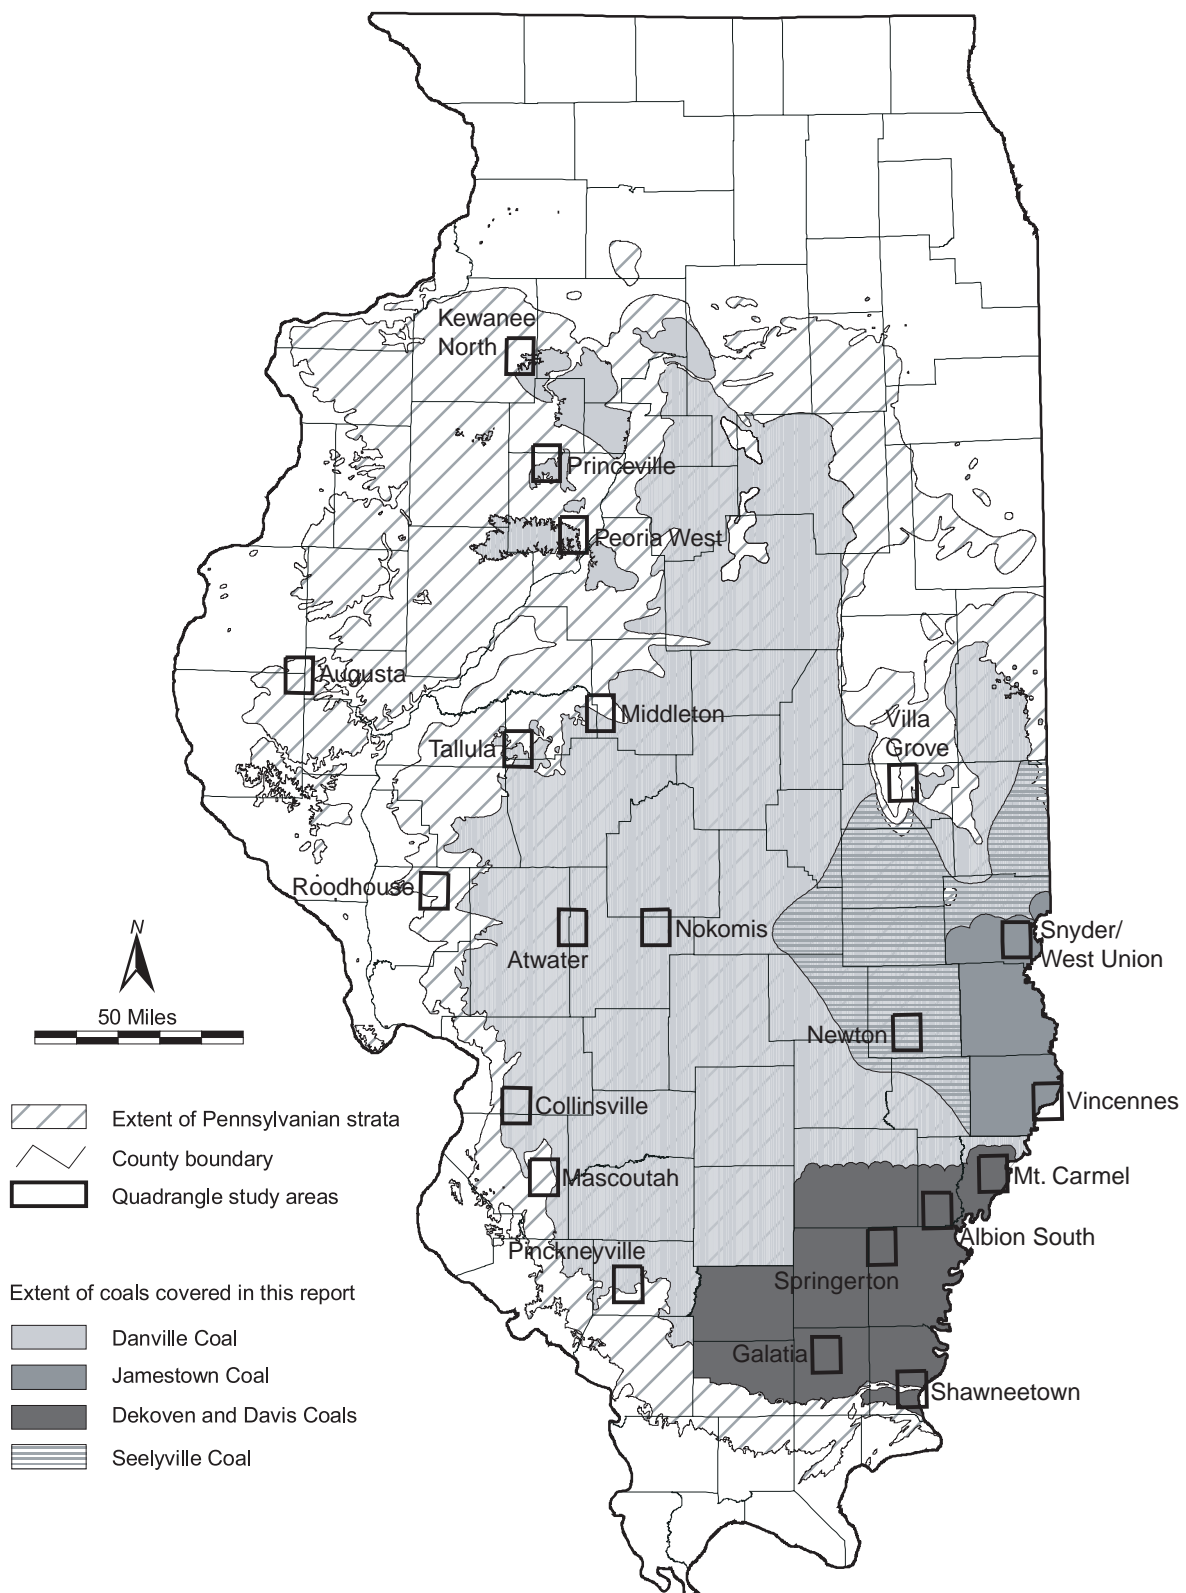 Kewanee
North
Princeville
Peoria West
Augusta
Middleton
Villa
Grove
Tallula
Roodhouse
Nokomis
Atwater
Snyder/
West Union
N
50 Miles
Newton
Collinsville
Vincennes
Extent of Pennsylvanian strata
County boundary
Quadrangle study areas
Mascoutah
Mt. Carmel
Albion South
Pinckneyville
Springerton
Extent of coals covered in this report
Danville Coal
Jamestown Coal
Dekoven and Davis Coals
Seelyville Coal
Galatia
Shawneetown